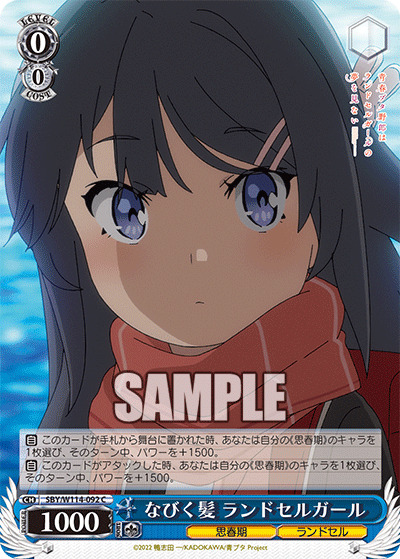 LEVEL
0
0
COST
青春ブタ野郎は
ランドセルガールの
夢を見ない
SAMPLE
自 このカードが手札から舞台に置かれた時、あなたは自分の《思春期》のキャラを
1枚選び、そのターン中、パワーを+1500。
自 このカードがアタックした時、あなたは自分の《思春期》のキャラを1枚選び、
そのターン中、パワーを+1500。
CH SBY/W114-092 C
1000
なびく髪 ランドセルガール
思春期 ランドセル
©2022 鴨志田 一/KADOKAWA/青ブタ Project